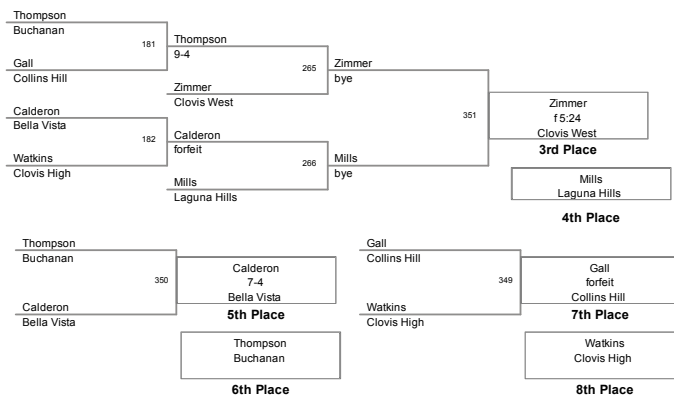 Thompson
Buchanan
181
Thompson
9-4
Gall
Collins Hill
265
Zimmer
bye
Zimmer
Clovis West
Calderon
Bella Vista
351
Zimmer
f 5:24
Clovis West
3rd Place
182
Calderon
forfeit
Watkins
Clovis High
266
Mills
bye
Mills
Laguna Hills
Mills
Laguna Hills
4th Place
Thompson
Buchanan
350
Calderon
7-4
Bella Vista
5th Place
Calderon
Bella Vista
Thompson
Buchanan
6th Place
Gall
Collins Hill
349
Gall
forfeit
Collins Hill
7th Place
Watkins
Clovis High
Watkins
Clovis High
8th Place